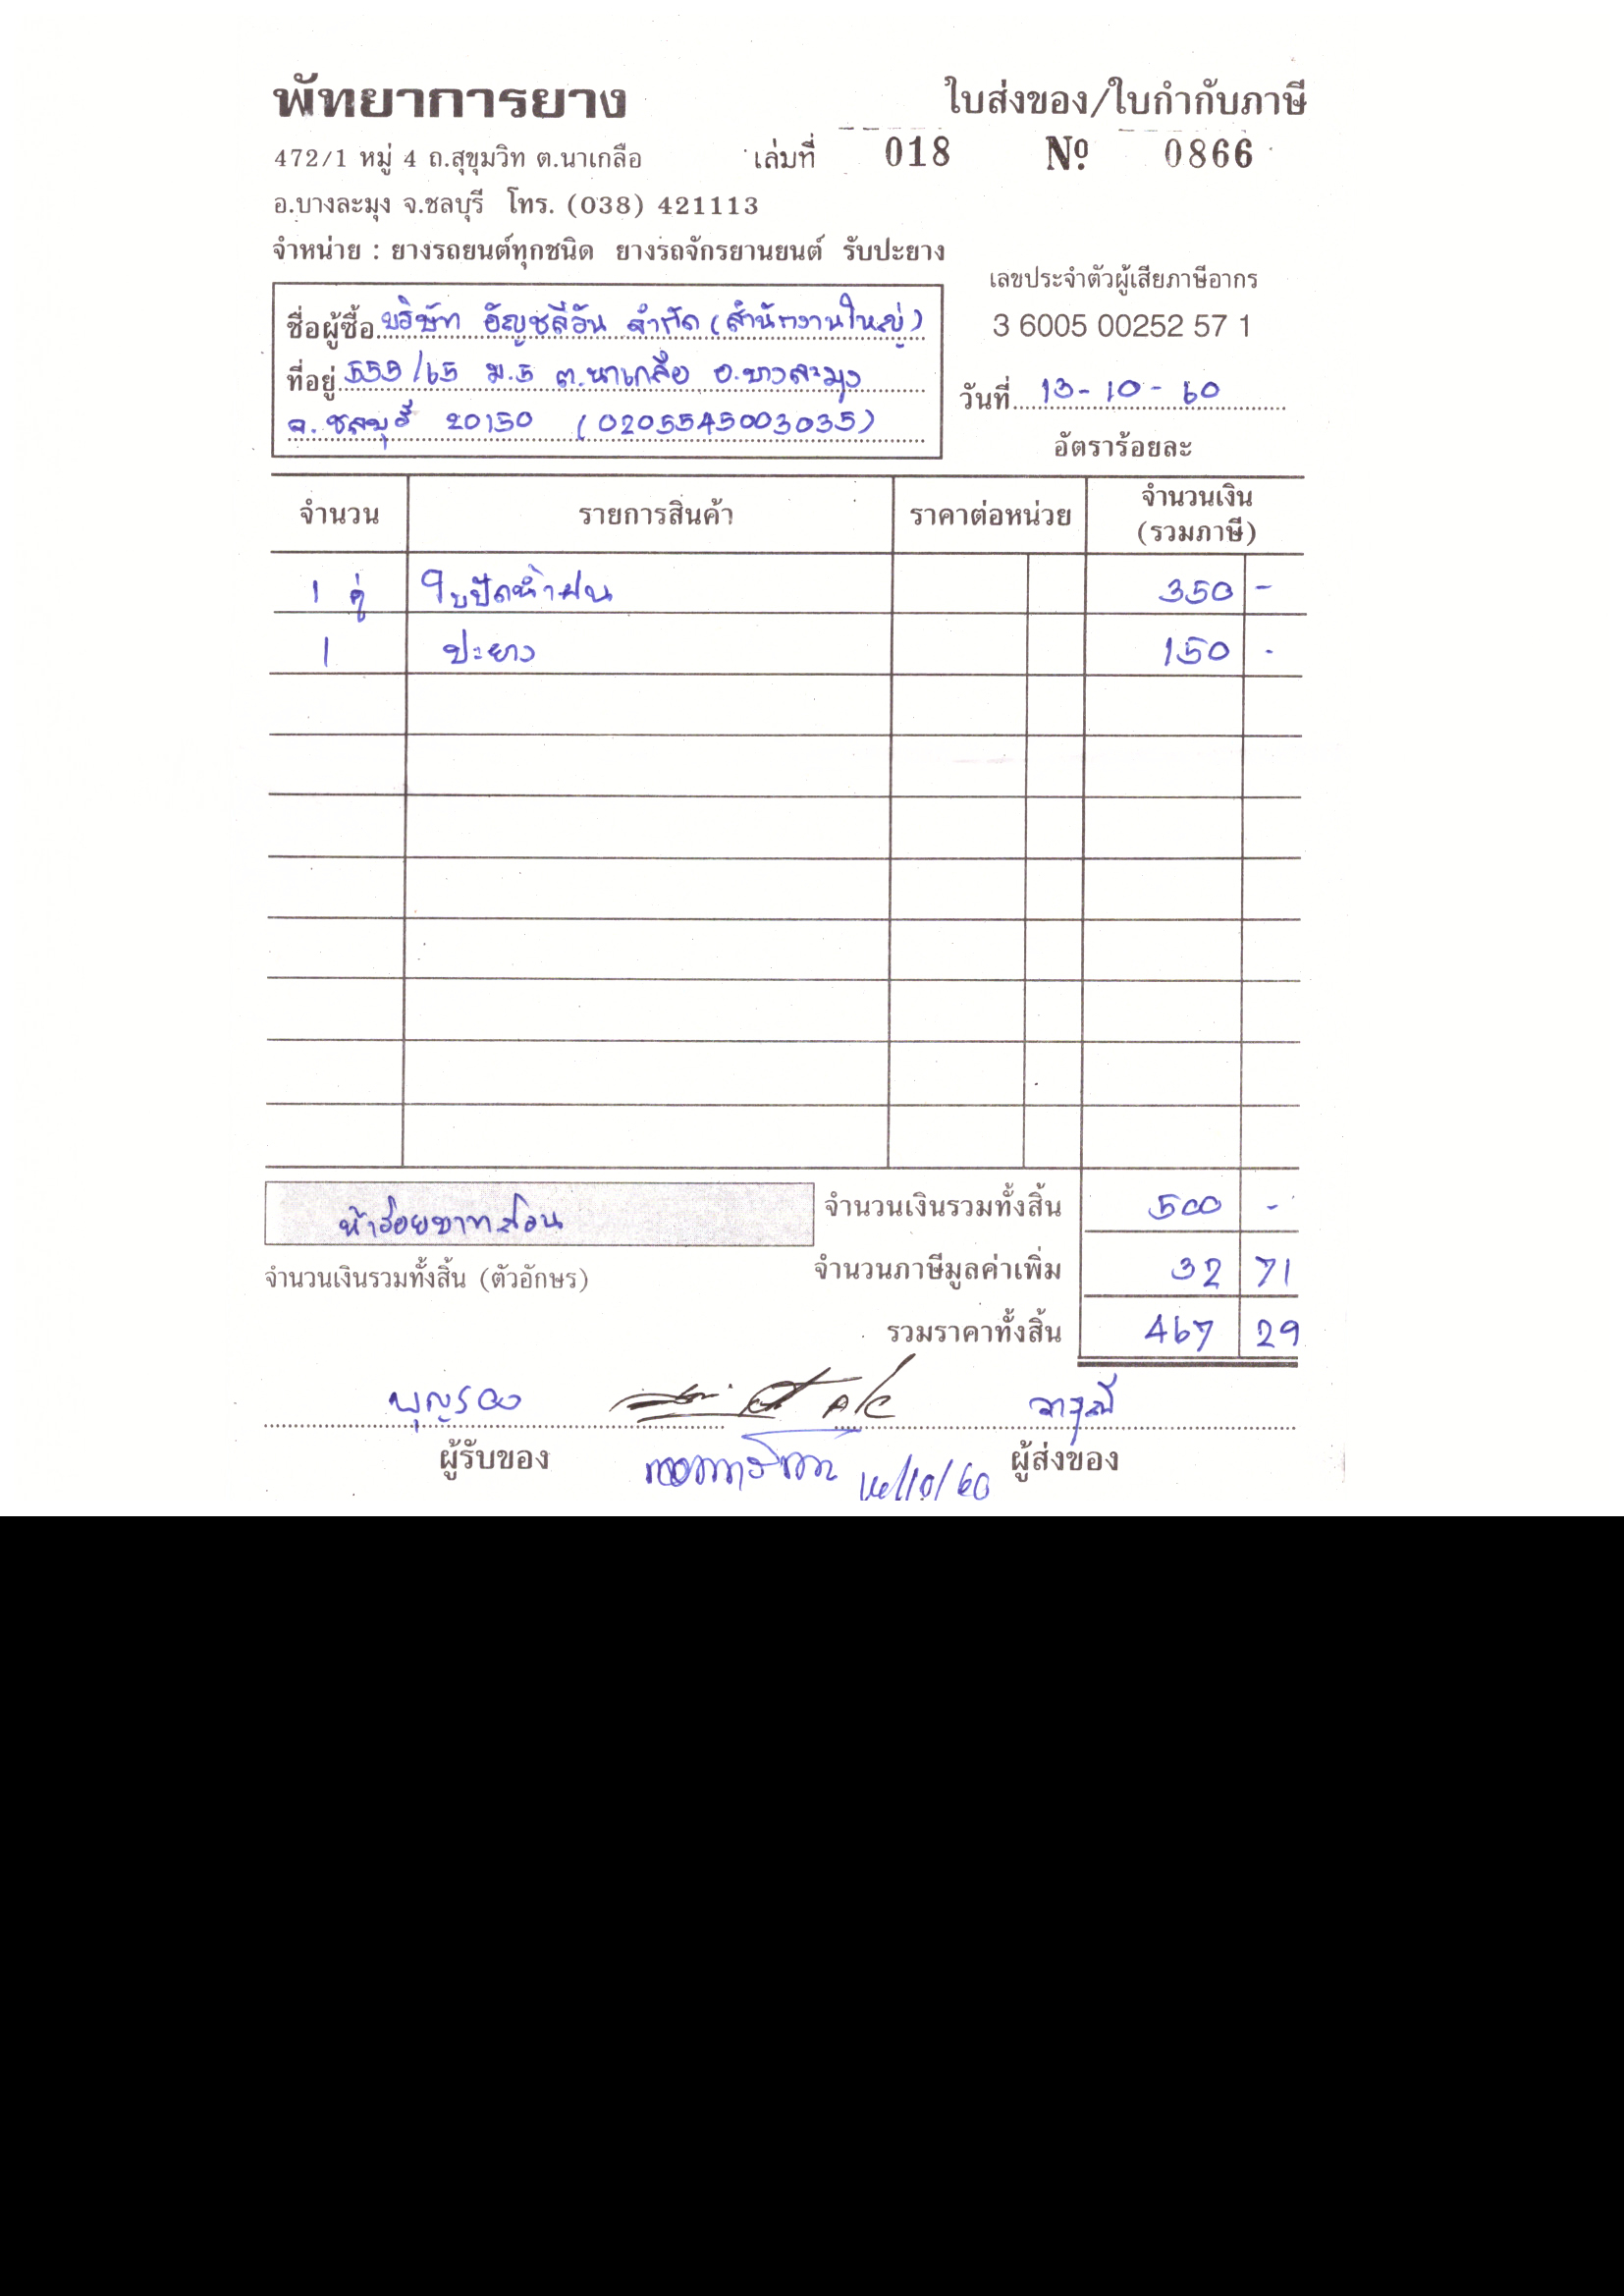 พัทยาการยาง ใบส่งของ/ใบกำกับภาษี
472/1 หมู่ 4 ถ.สุขุมวิท ต.นาเกลือ เล่มที่ 018 Nº 0866
อ.บางละมุง จ.ชลบุรี โทร. (038) 421113
จำหน่าย : ยางรถยนต์ทุกชนิด ยางรถจักรยานยนต์ รับปะยาง
เลขประจำตัวผู้เสียภาษีอากร
3 6005 00252 57 1
ชื่อผู้ซื้อ บริษัท อัญชลีอัน จำกัด (สำนักงานใหญ่)
ที่อยู่ 555/65 ม.5 ต.นาเกลือ อ.บางละมุง
จ.ชลบุรี 20150 (0205545003035)
วันที่ 13-10-60
อัตราร้อยละ
จำนวน รายการสินค้า ราคาต่อหน่วย จำนวนเงิน
(รวมภาษี)
1 คู่ ใบปัดน้ำฝน 350 -
1 ปะยาง 150 -
ห้าร้อยบาทถ้วน จำนวนเงินรวมทั้งสิ้น 500 -
จำนวนเงินรวมทั้งสิ้น (ตัวอักษร) จำนวนภาษีมูลค่าเพิ่ม 32 71
รวมราคาทั้งสิ้น 467 29
A/C
ผู้รับของ ผู้ส่งของ